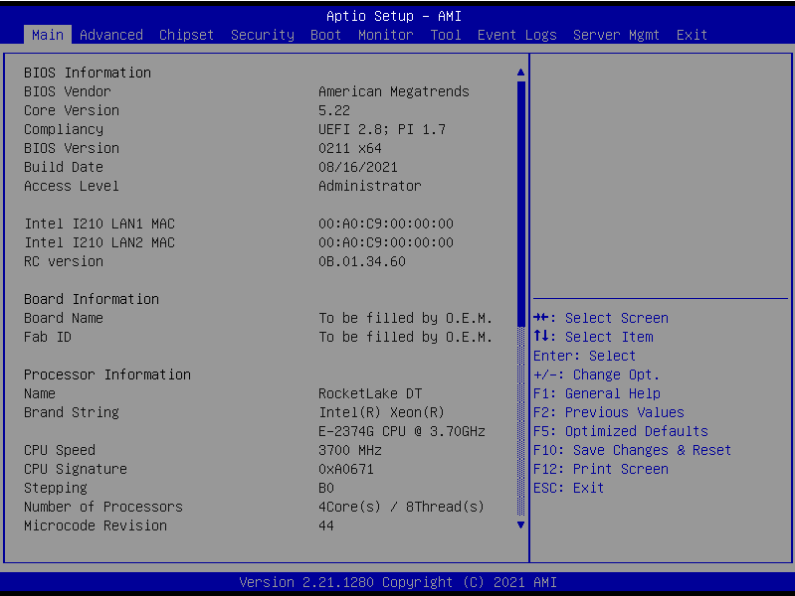 Aptio Setup – AMI
Main Advanced Chipset Security Boot Monitor Tool Event Logs Server Mgmt Exit
BIOS Information
BIOS Vendor American Megatrends
Core Version 5.22
Compliancy UEFI 2.8; PI 1.7
BIOS Version 0211 x64
Build Date 08/16/2021
Access Level Administrator
Intel I210 LAN1 MAC 00:A0:C9:00:00:00
Intel I210 LAN2 MAC 00:A0:C9:00:00:00
RC version 0B.01.34.60
Board Information
Board Name To be filled by O.E.M.
Fab ID To be filled by O.E.M.
Processor Information
Name RocketLake DT
Brand String Intel(R) Xeon(R)
E-2374G CPU @ 3.70GHz
CPU Speed 3700 MHz
CPU Signature 0xA0671
Stepping B0
Number of Processors 4Core(s) / 8Thread(s)
Microcode Revision 44
→←: Select Screen
↑↓: Select Item
Enter: Select
+/-: Change Opt.
F1: General Help
F2: Previous Values
F5: Optimized Defaults
F10: Save Changes & Reset
F12: Print Screen
ESC: Exit
Version 2.21.1280 Copyright (C) 2021 AMI